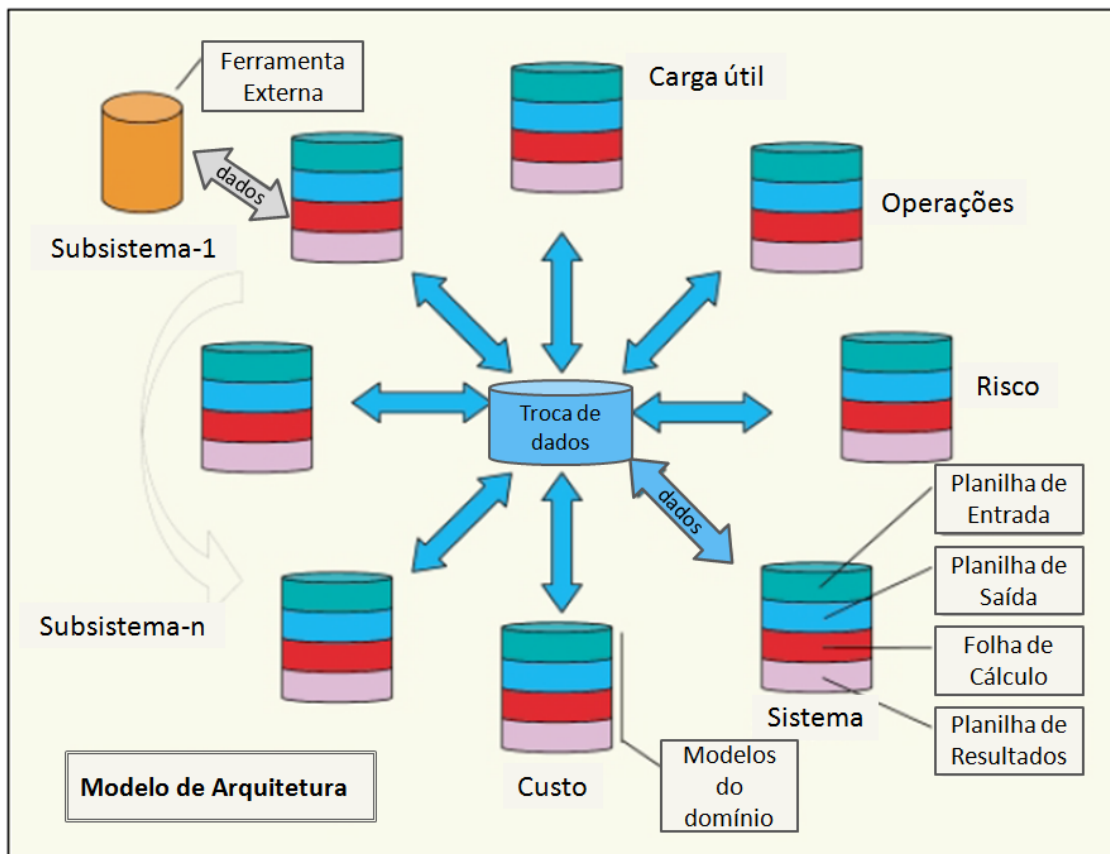 Ferramenta
Externa
Carga útil
dados
Operações
Subsistema-1
Risco
Troca de
dados
dados
Planilha de
Entrada
Planilha de
Saída
Subsistema-n
Folha de
Cálculo
Sistema
Planilha de
Resultados
Modelos
do
domínio
Custo
Modelo de Arquitetura